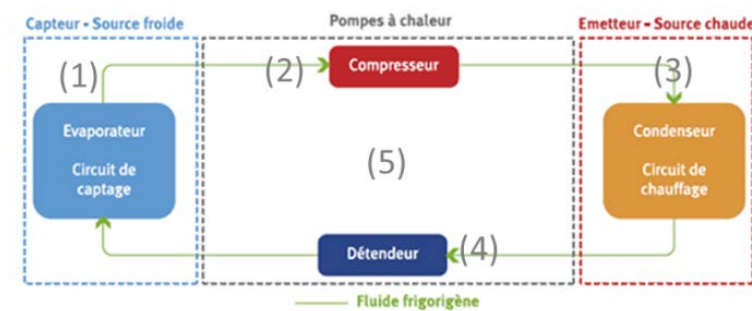 Capteur - Source froide
Pompes à chaleur
Emetteur - Source chaude
(1)
(2)
Compresseur
(3)
Evaporateur
Circuit de
captage
(5)
Condenseur
Circuit de
chauffage
Détendeur
(4)
Fluide frigorigène